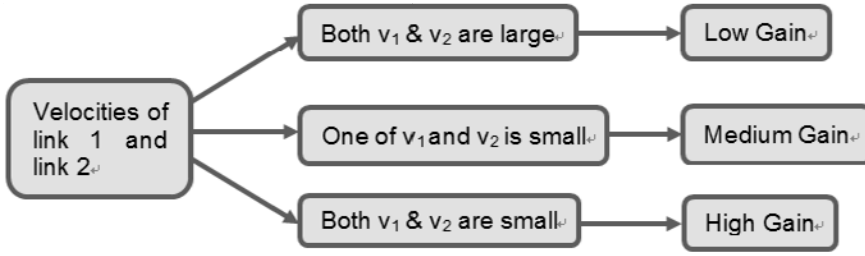 Velocities of
link 1 and
link 2
Both v₁ & v₂ are large
Low Gain
One of v₁ and v₂ is small
Medium Gain
Both v₁ & v₂ are small
High Gain